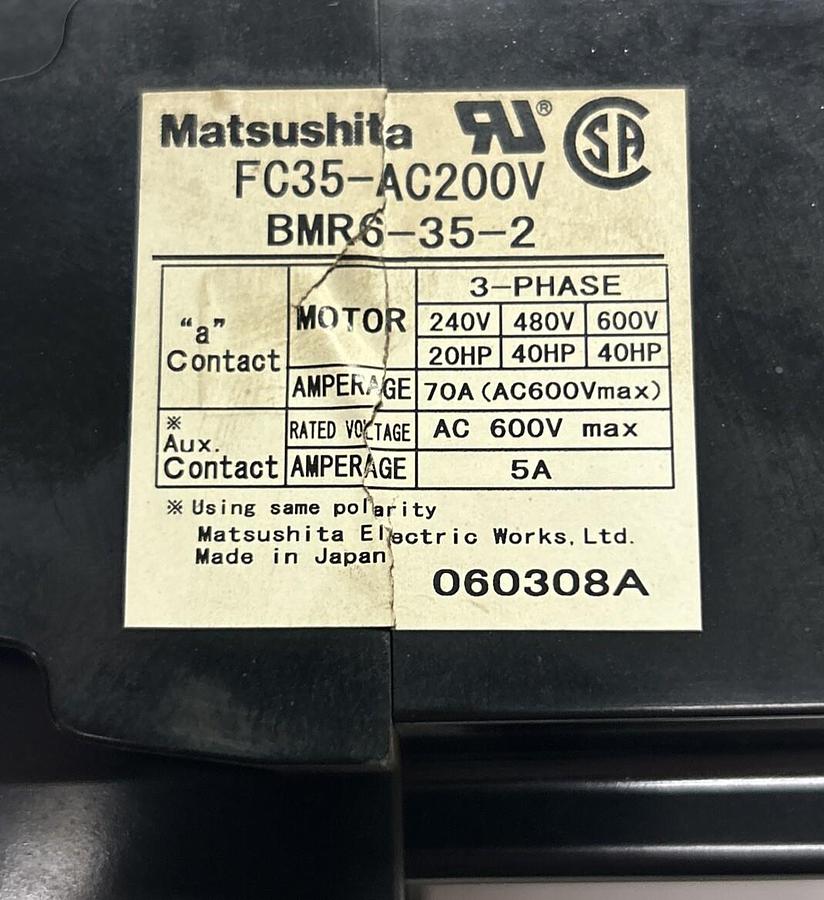 Matsushita RU® SA
FC35-AC200V
BMR6-35-2
"a" Contact MOTOR 3-PHASE
240V 480V 600V
20HP 40HP 40HP
AMPERAGE 70A (AC600Vmax)
※ Aux. Contact RATED VOLTAGE AC 600V max
AMPERAGE 5A
※ Using same polarity
Matsushita Electric Works, Ltd.
Made in Japan
060308A